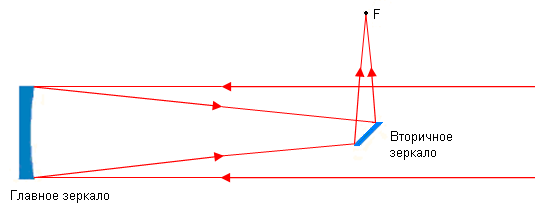 F
Вторичное
зеркало
Главное зеркало